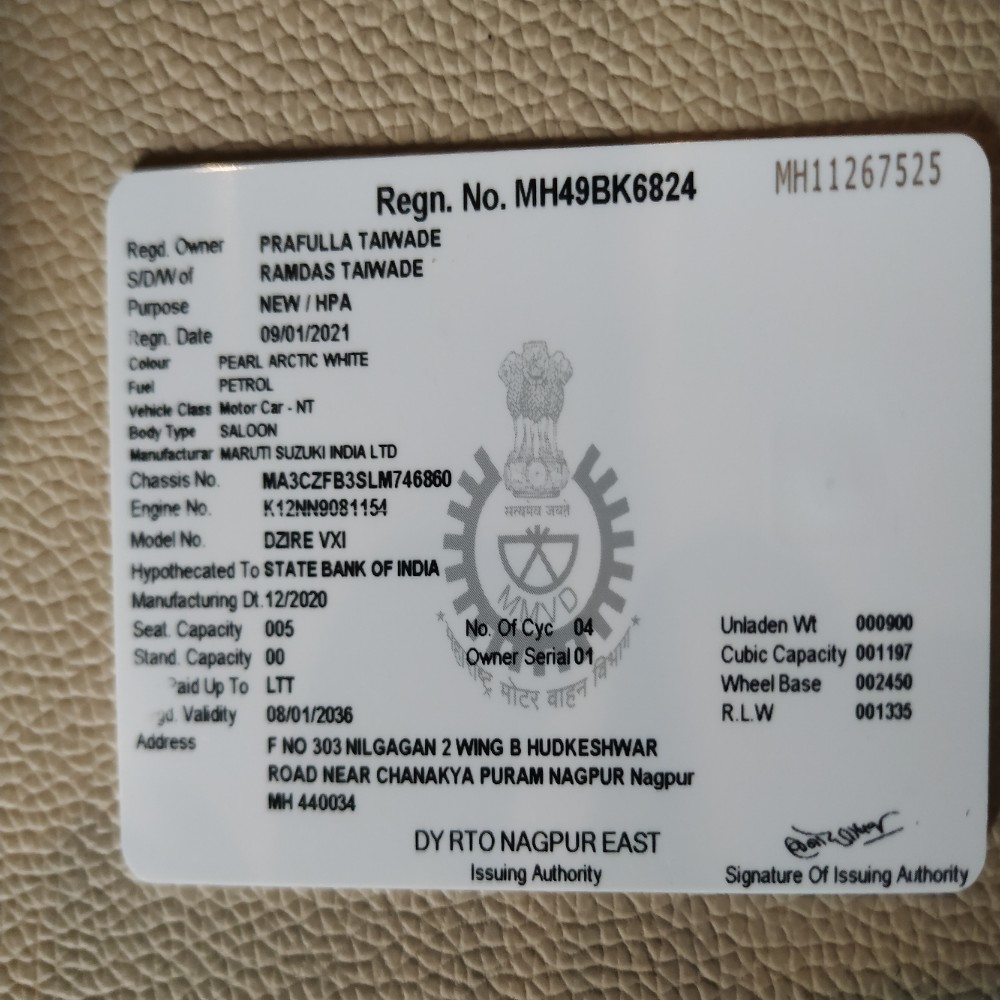 MH11267525
Regn. No. MH49BK6824
Regd. Owner PRAFULLA TAIWADE
S/D/W of RAMDAS TAIWADE
Purpose NEW / HPA
Regn. Date 09/01/2021
Colour PEARL ARCTIC WHITE
Fuel PETROL
Vehicle Class Motor Car - NT
Body Type SALOON
Manufacturar MARUTI SUZUKI INDIA LTD
Chassis No. MA3CZFB3SLM746860
Engine No. K12NN9081154
Model No. DZIRE VXI
Hypothecated To STATE BANK OF INDIA
Manufacturing Dt. 12/2020
Seat. Capacity 005 No. Of Cyc 04 Unladen Wt 000900
Stand. Capacity 00 Owner Serial 01 Cubic Capacity 001197
Paid Up To LTT Wheel Base 002450
Validity 08/01/2036 R.L.W 001335
Address F NO 303 NILGAGAN 2 WING B HUDKESHWAR
ROAD NEAR CHANAKYA PURAM NAGPUR Nagpur
MH 440034
सत्यमेव जयते
MMVD
महाराष्ट्र मोटर वाहन विभाग
DY RTO NAGPUR EAST
Issuing Authority
Signature Of Issuing Authority